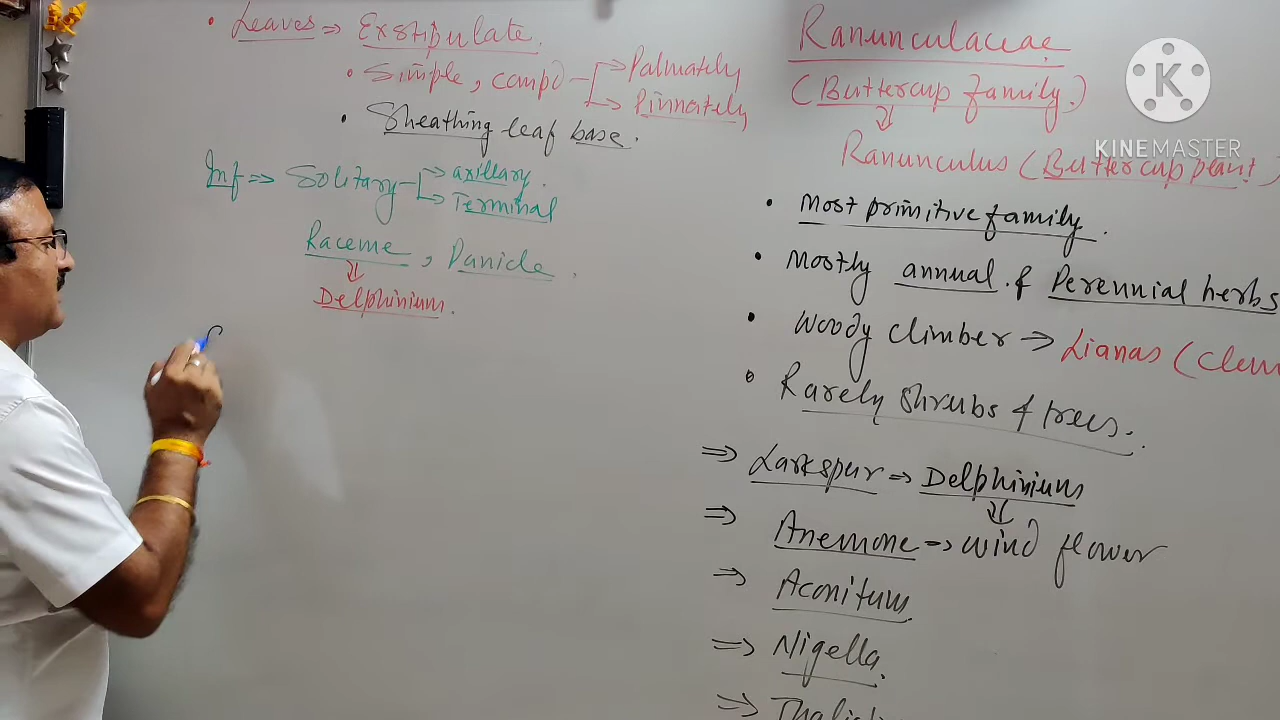 • Leaves ⇒ Exstipulate.
• Simple, compd → Palmately
→ Pinnately
• Sheathing leaf base.
Inf ⇒ Solitary → axillary.
→ Terminal
Raceme, Panicle.
Delphinium.
Ranunculaceae
(Buttercup family.)
Ranunculus (Buttercup plant)
• Most primitive family.
• Mostly annual & Perennial herbs
• Woody climber → Lianas (Clem
• Rarely shrubs & trees.
⇒ Larkspur ⇒ Delphinium
⇒ Anemone → wind flower
⇒ Aconitum
⇒ Nigella.
⇒
K
KINEMASTER